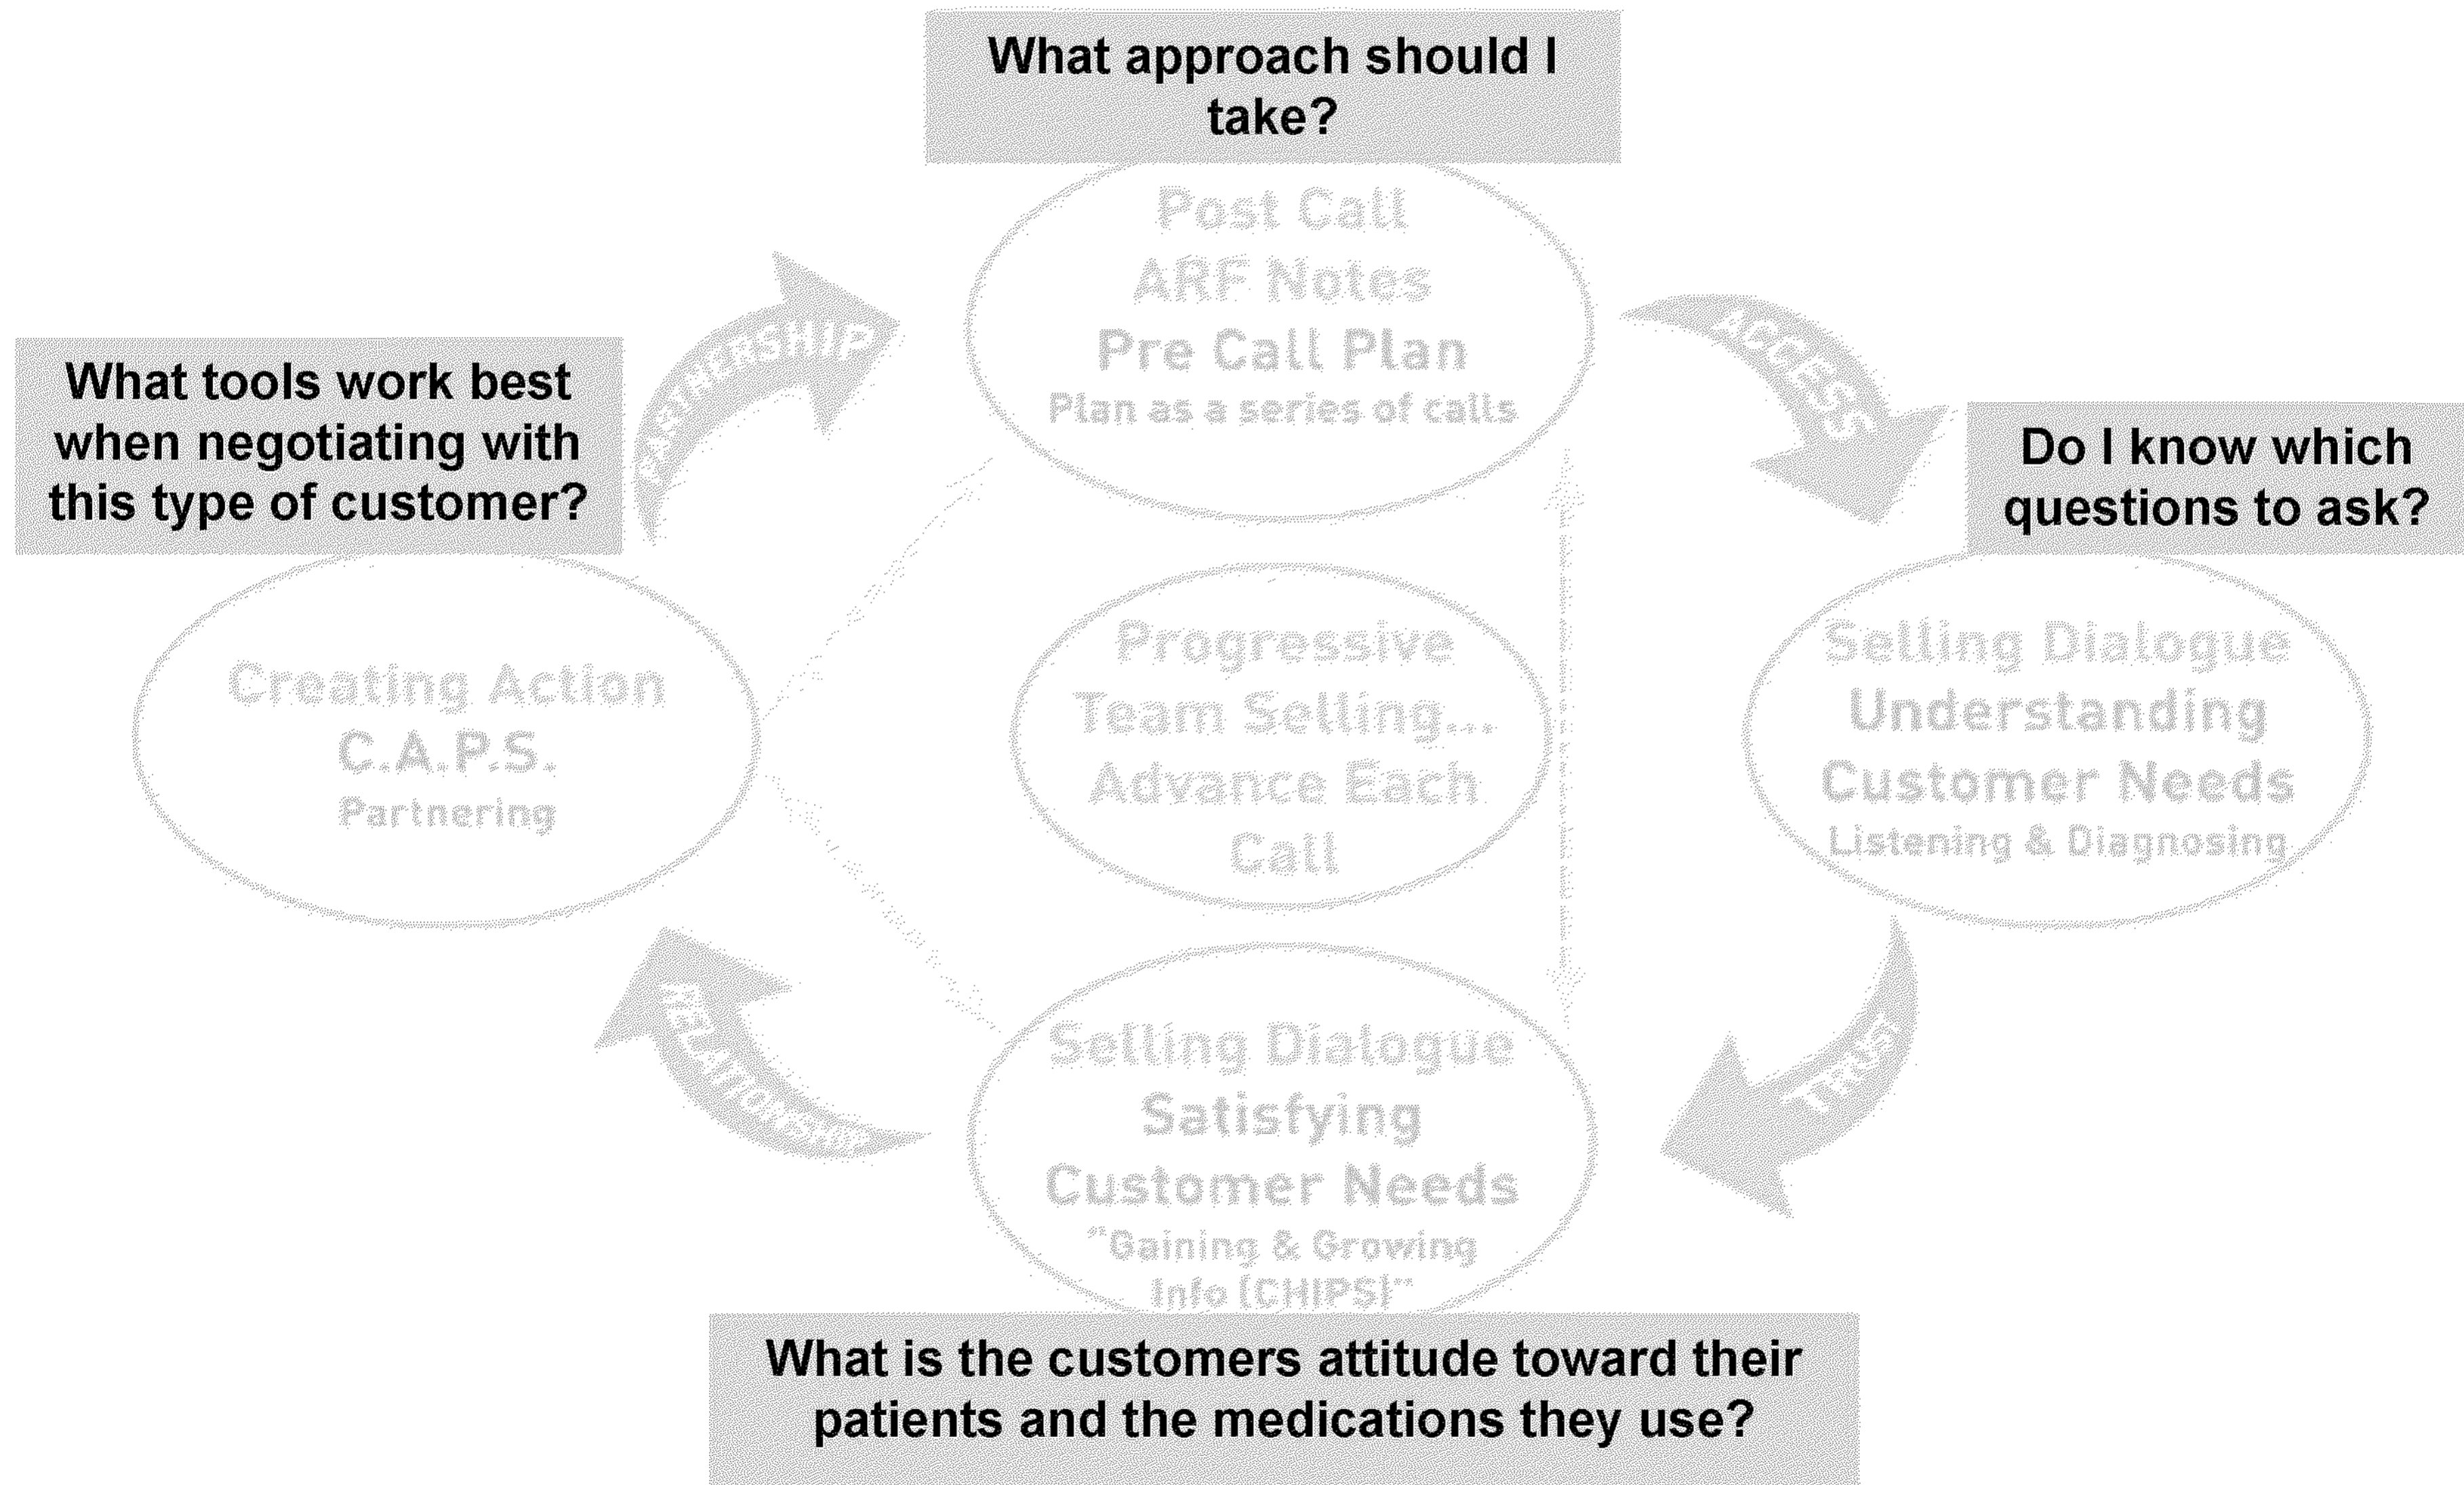 What approach should I
take?
Post Call
ARF Notes
Pre Call Plan
Plan as a series of calls
PARTNERSHIP
ACCESS
What tools work best
when negotiating with
this type of customer?
Do I know which
questions to ask?
Creating Action
C.A.P.S.
Partnering
Progressive
Team Selling...
Advance Each
Call
Selling Dialogue
Understanding
Customer Needs
Listening & Diagnosing
RELATIONSHIP
TRUST
Selling Dialogue
Satisfying
Customer Needs
"Gaining & Growing
Info (CHIPS)"
What is the customers attitude toward their
patients and the medications they use?